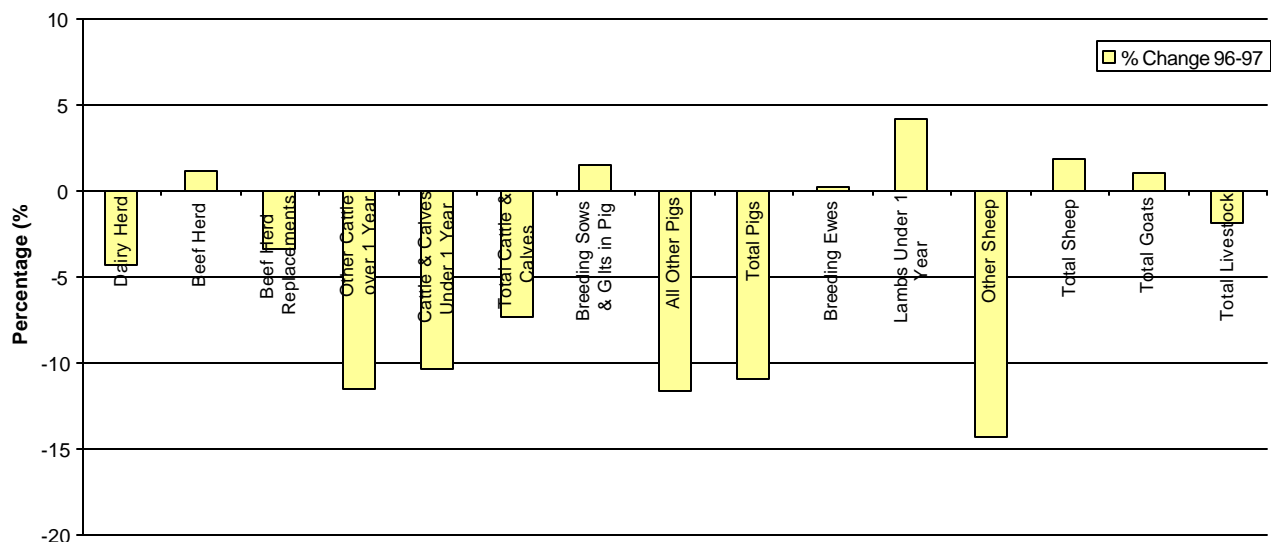 10
5
0
-5
-10
-15
-20
Percentage (%
% Change 96-97
Dairy Herd
Beef Herd
Beef Herd
Replacements
Other Cattle
over 1 Year
Cattle & Calves
Under 1 Year
Total Cattle &
Calves
Breeding Sows
& GIts in Pig
All Other Pigs
Total Pigs
Breeding Ewes
Lambs Under 1
Year
Other Sheep
Total Sheep
Total Goats
Total Livestock